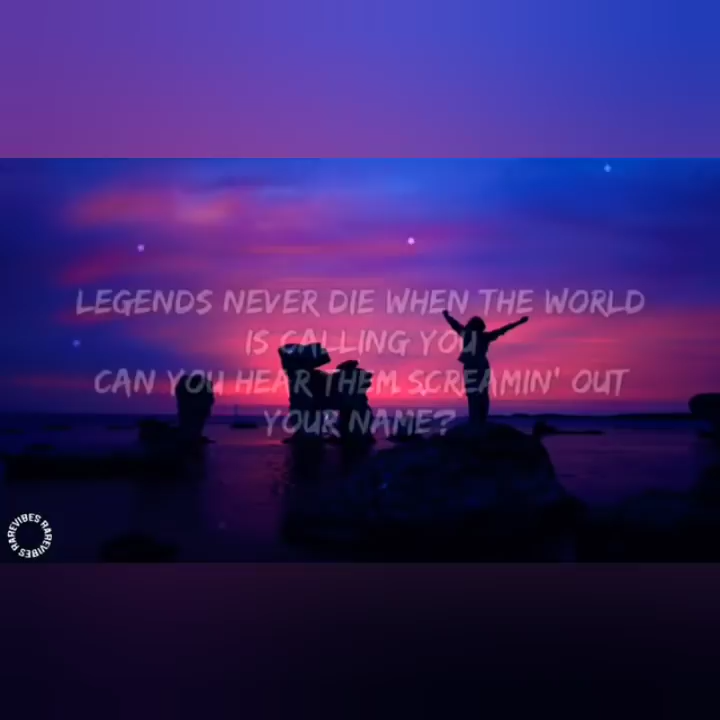 LEGENDS NEVER DIE WHEN THE WORLD
IS CALLING YOU
CAN YOU HEAR THEM SCREAMIN' OUT
YOUR NAME?
RAREVIBES RAREVIBES